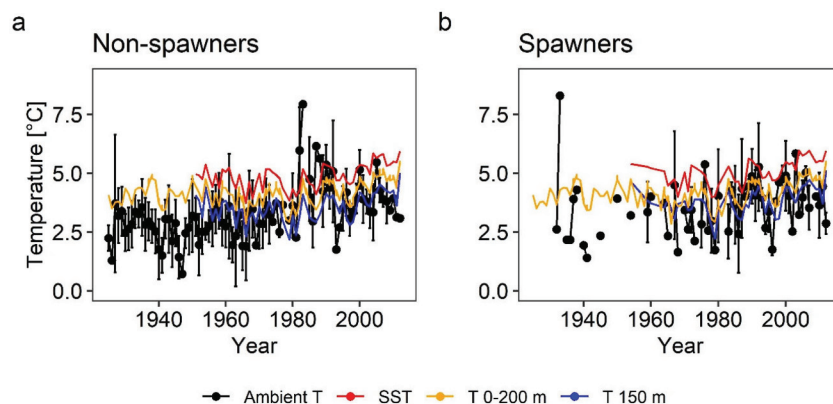 a
b
Non-spawners
Spawners
Temperature [°C]
7.5
5.0
2.5
0.0
7.5
5.0
2.5
0.0
1940 1960 1980 2000
1940 1960 1980 2000
Year
Year
Ambient T SST T 0-200 m T 150 m